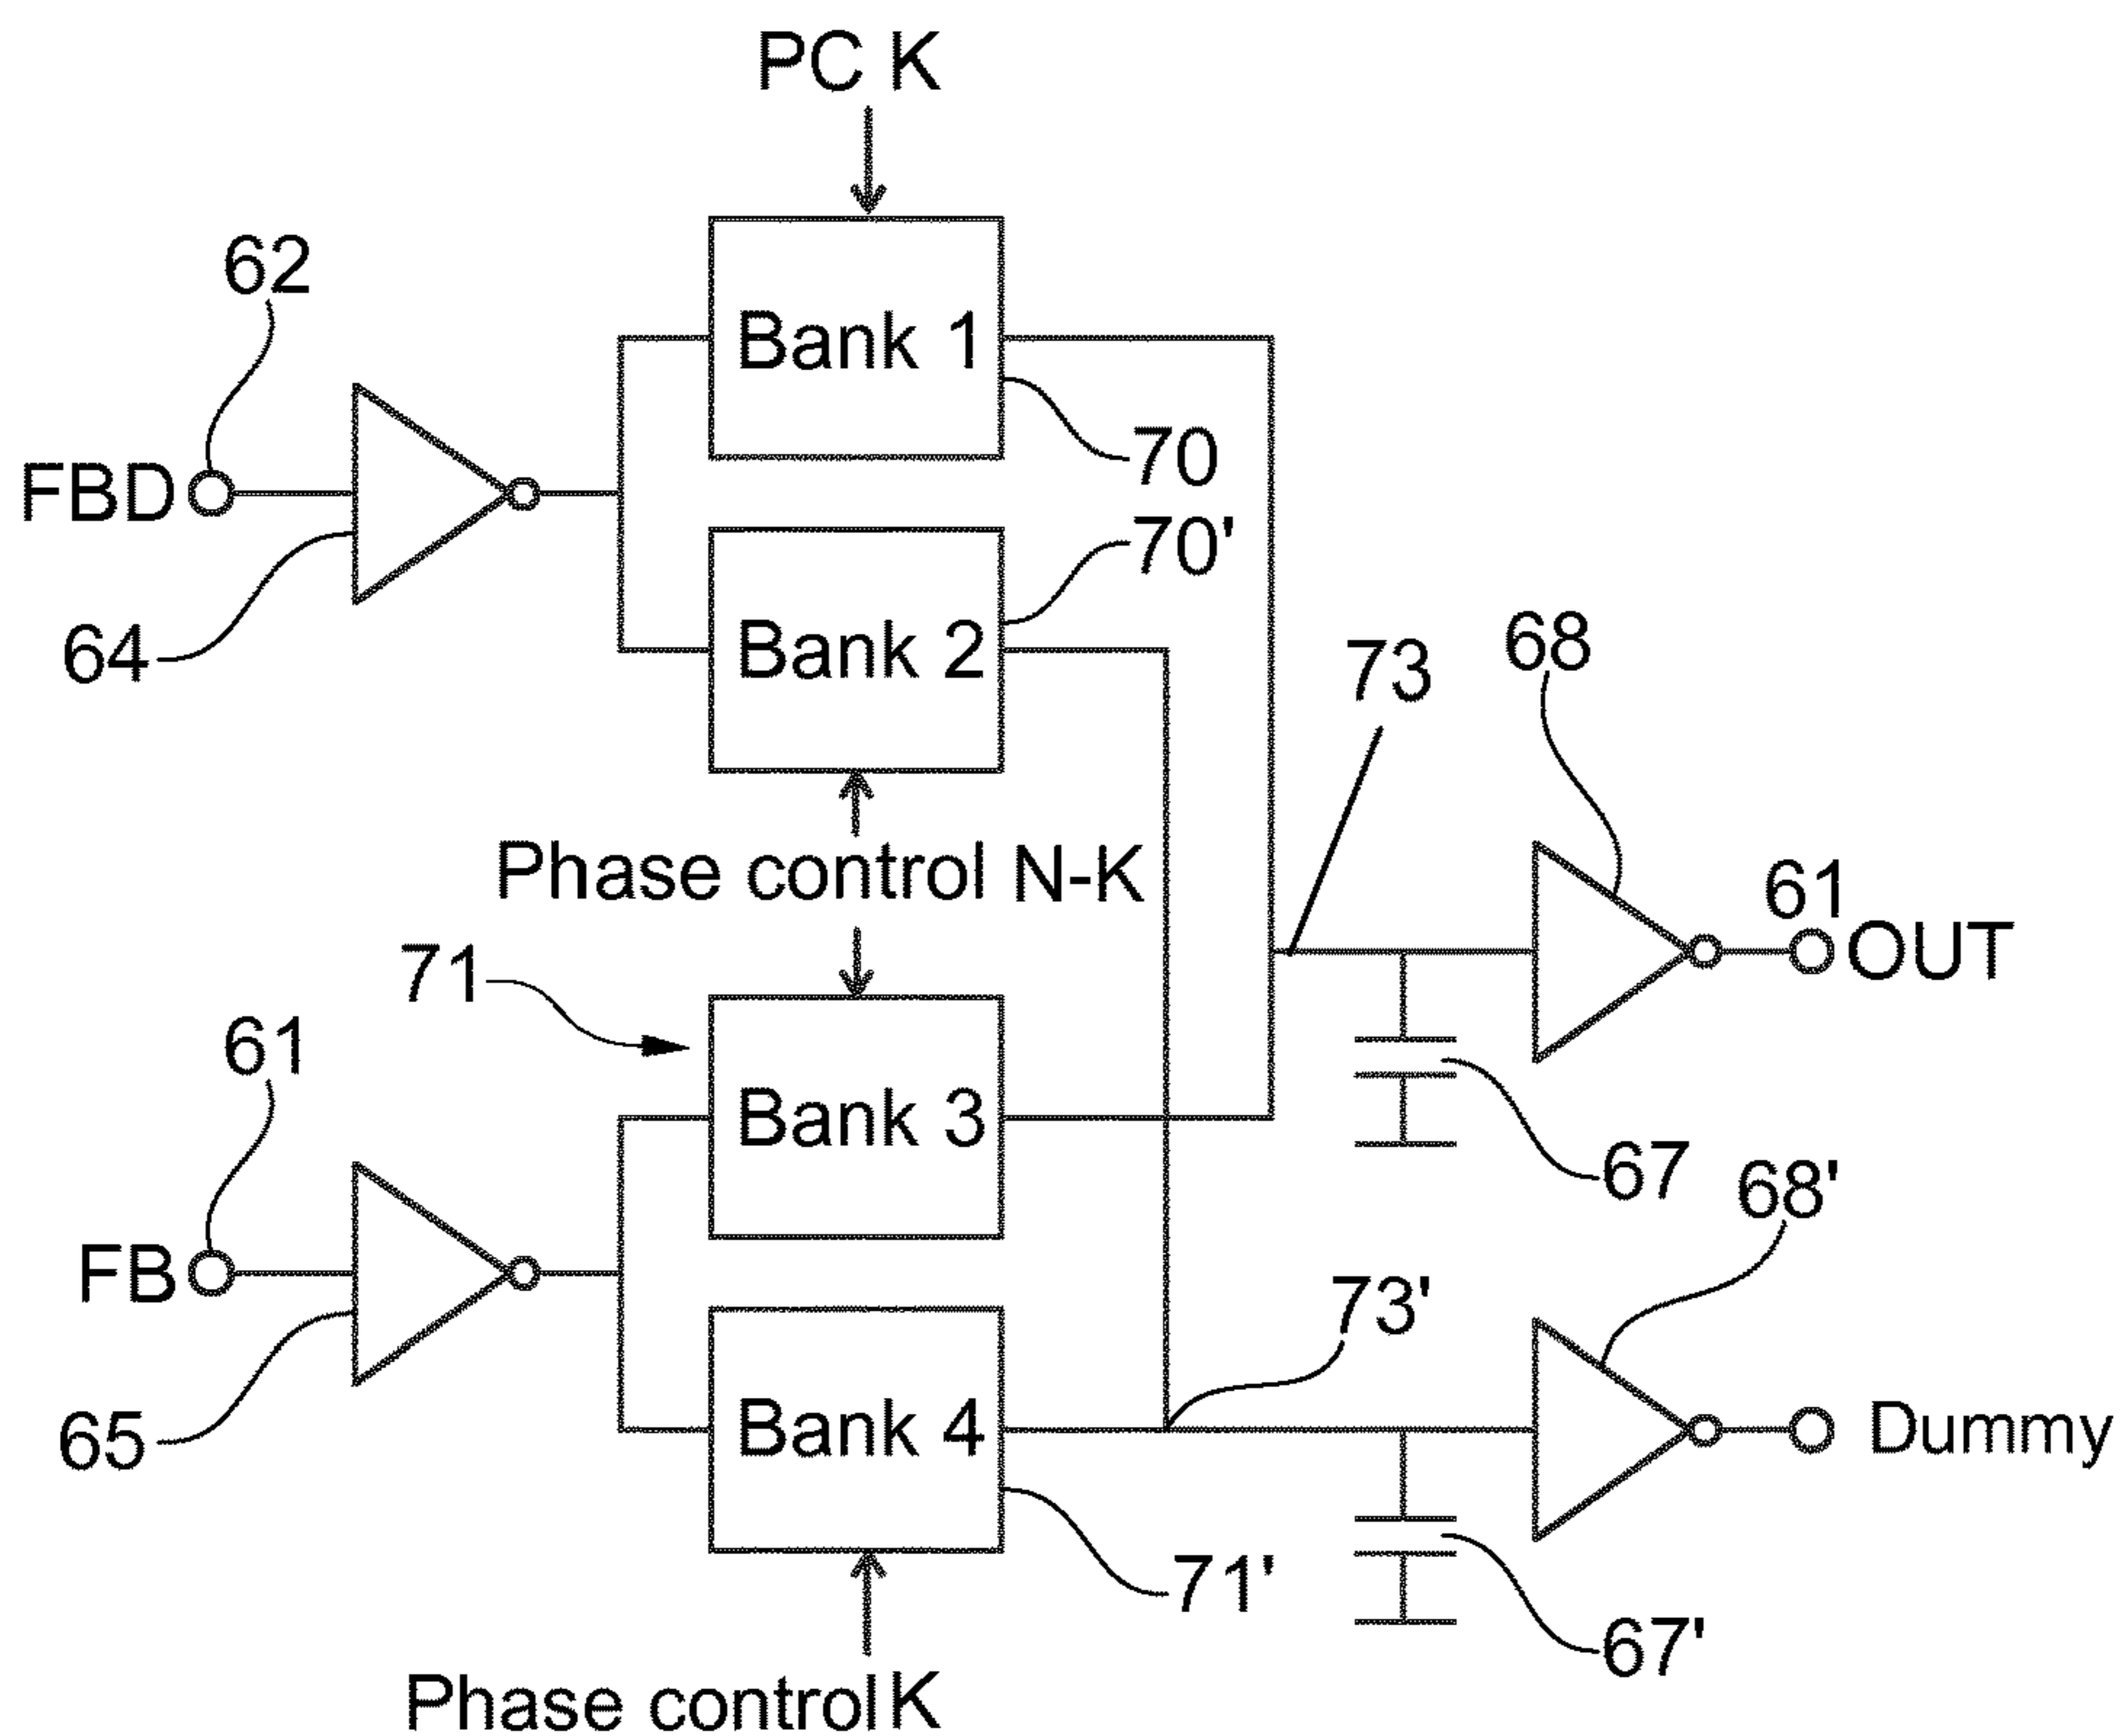 PC K
62
Bank 1
70
FBD
70'
64
Bank 2
73
68
Phase control N-K
61
OUT
71
61
Bank 3
67
68'
FB
73'
65
Bank 4
Dummy
71'
67'
Phase control K